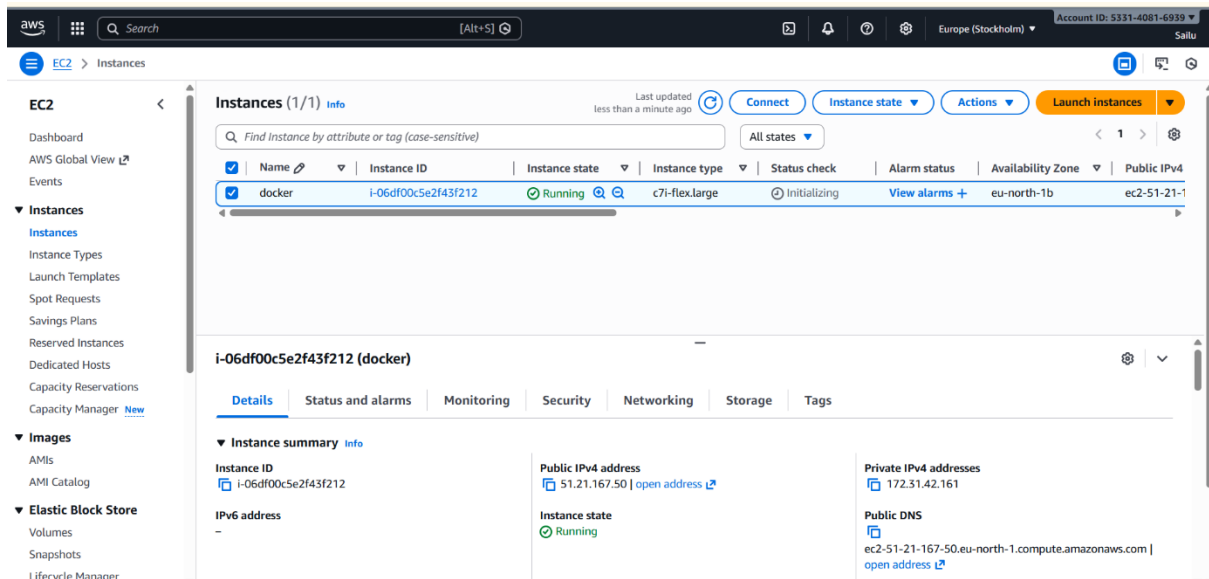 aws
Search
[Alt+S]
Europe (Stockholm)
Account ID: 5331-4081-6939
Sailu
EC2 > Instances
EC2
Dashboard
AWS Global View
Events
Instances
Instances
Instance Types
Launch Templates
Spot Requests
Savings Plans
Reserved Instances
Dedicated Hosts
Capacity Reservations
Capacity Manager New
Images
AMIs
AMI Catalog
Elastic Block Store
Volumes
Snapshots
Lifecycle Manager
Instances (1/1) Info
Last updated
less than a minute ago
Connect
Instance state
Actions
Launch instances
Find Instance by attribute or tag (case-sensitive)
All states
1
Name Instance ID Instance state Instance type Status check Alarm status Availability Zone Public IPv4
docker i-06df00c5e2f43f212 Running c7i-flex.large Initializing View alarms + eu-north-1b ec2-51-21-1
i-06df00c5e2f43f212 (docker)
Details Status and alarms Monitoring Security Networking Storage Tags
Instance summary Info
Instance ID
i-06df00c5e2f43f212
Public IPv4 address
51.21.167.50 | open address
Private IPv4 addresses
172.31.42.161
IPv6 address
–
Instance state
Running
Public DNS
ec2-51-21-167-50.eu-north-1.compute.amazonaws.com |
open address